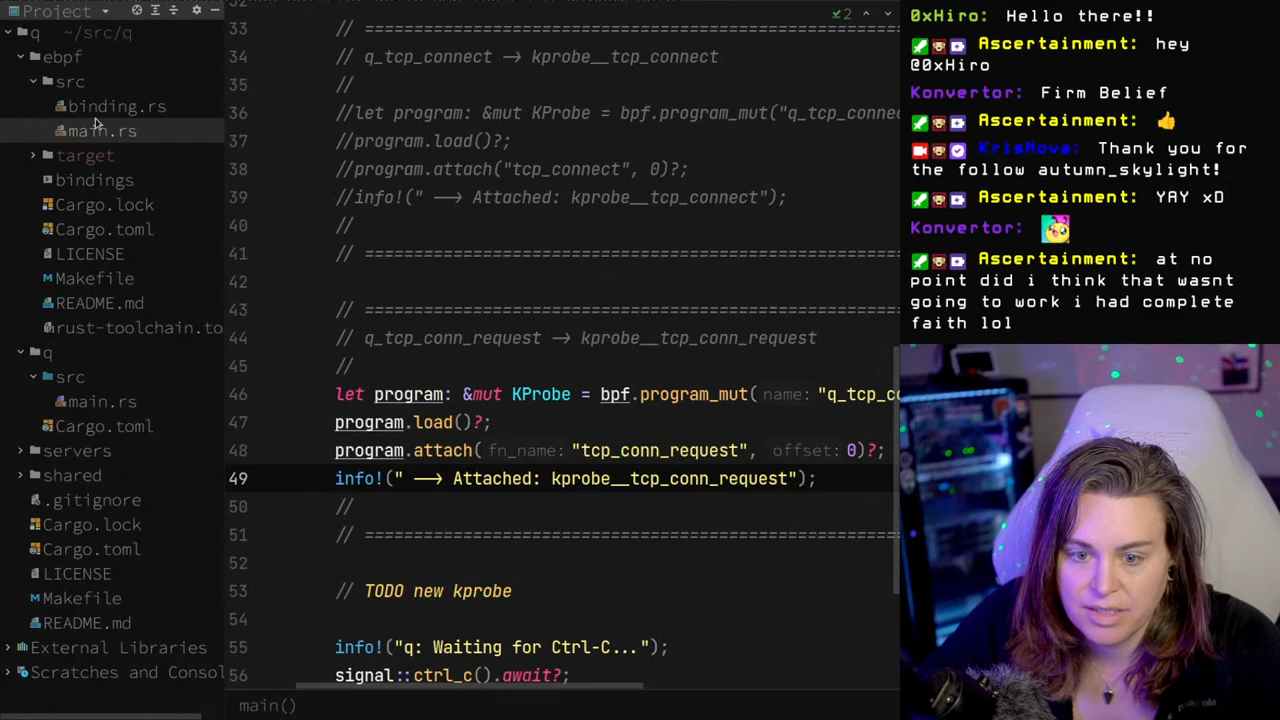 Project
q ~/src/q
ebpf
src
binding.rs
main.rs
target
bindings
Cargo.lock
Cargo.toml
LICENSE
Makefile
README.md
rust-toolchain.to
q
src
main.rs
Cargo.toml
servers
shared
.gitignore
Cargo.lock
Cargo.toml
LICENSE
Makefile
README.md
External Libraries
Scratches and Consol
2
33 // ==========================================================
34 // q_tcp_connect —> kprobe__tcp_connect
35 //
36 //let program: &mut KProbe = bpf.program_mut("q_tcp_conne
37 //program.load()?;
38 //program.attach("tcp_connect", 0)?;
39 //info!(" —> Attached: kprobe__tcp_connect");
40 //
41 // ==========================================================
42
43 // ==========================================================
44 // q_tcp_conn_request —> kprobe__tcp_conn_request
45 //
46 let program: &mut KProbe = bpf.program_mut( name: "q_tcp_co
47 program.load()?;
48 program.attach( fn_name: "tcp_conn_request", offset: 0)?;
49 info!(" —> Attached: kprobe__tcp_conn_request");
50 //
51 // ==========================================================
52
53 // TODO new kprobe
54
55 info!("q: Waiting for Ctrl-C...");
56 signal::ctrl_c().await?;
main()
0xHiro: Hello there!!
Ascertainment: hey
@0xHiro
Konvertor: Firm Belief
Ascertainment: 👍
KrisNova: Thank you for
the follow autumn_skylight!
Ascertainment: YAY xD
Konvertor:
Ascertainment: at no
point did i think that wasnt
going to work i had complete
faith lol